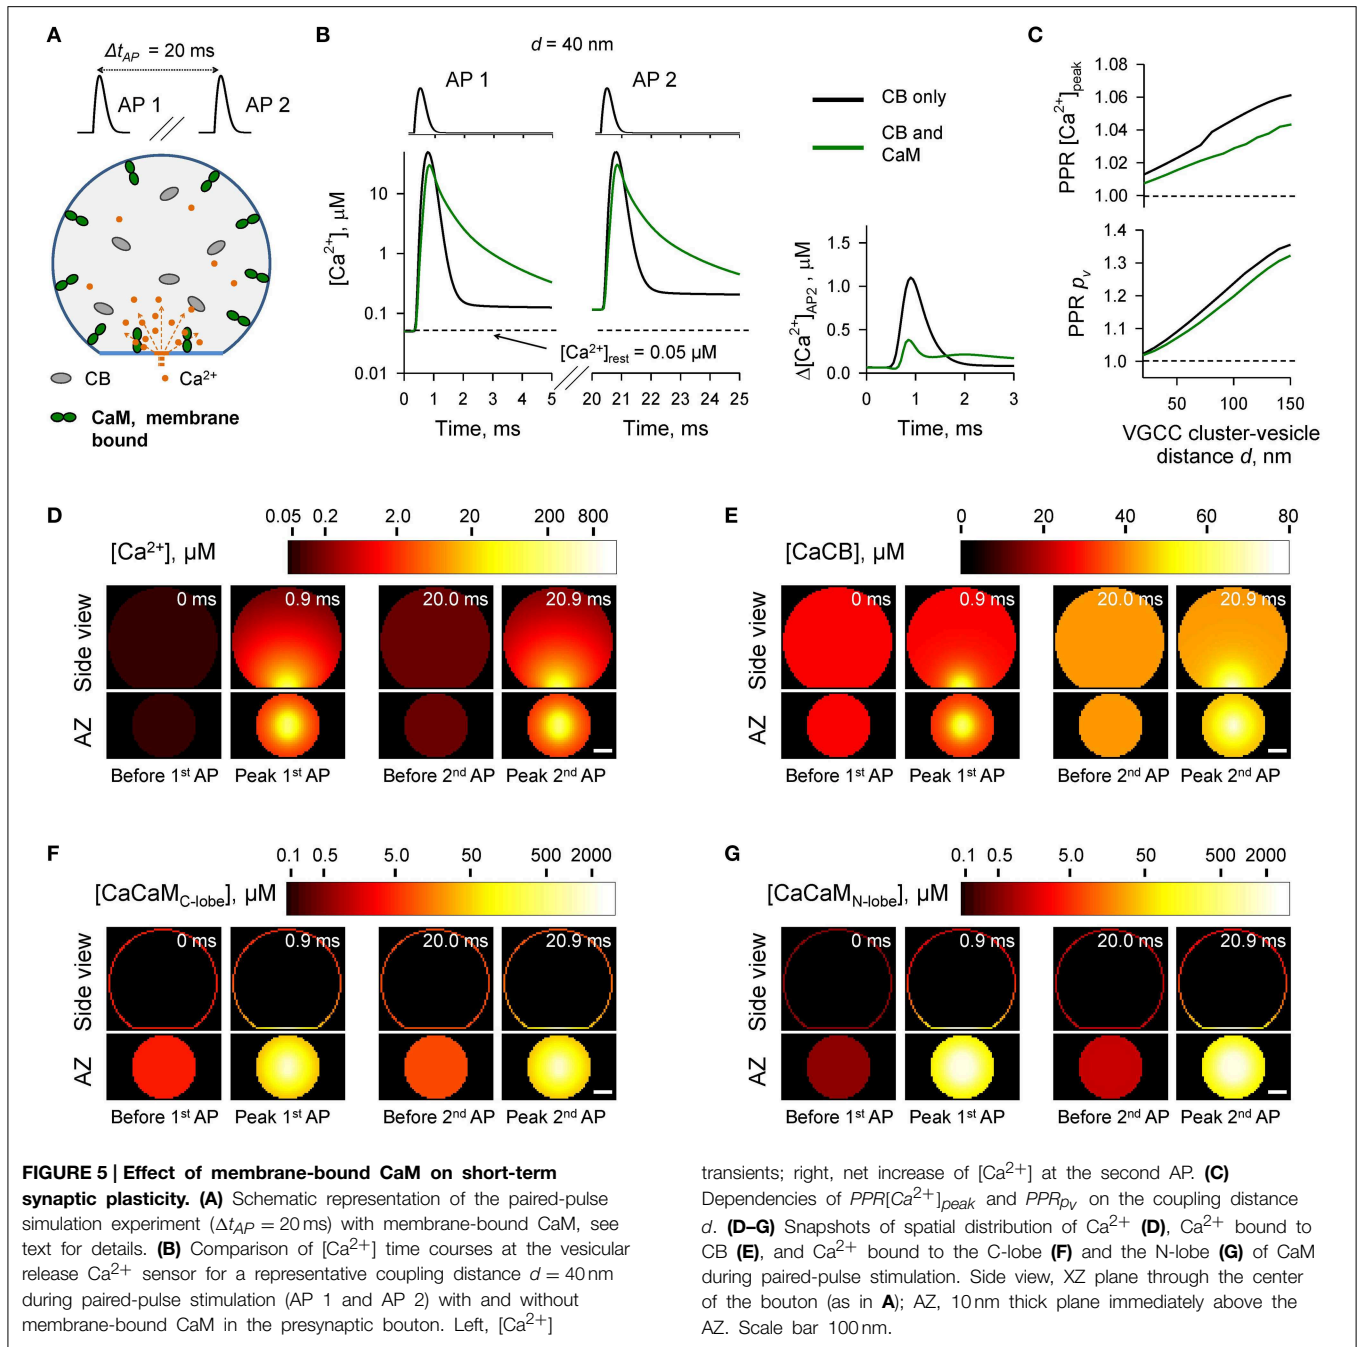 A
Δt_AP = 20 ms
AP 1
AP 2
CB
Ca²⁺
CaM, membrane
bound
B
d = 40 nm
AP 1
AP 2
0 1 2 3 4 5
20 21 22 23 24 25
[Ca²⁺], μM
10
1
0.1
0.01
[Ca²⁺]rest = 0.05 μM
Time, ms
Time, ms
CB only
CB and
CaM
Δ[Ca²⁺]AP2 , μM
1.5
1.0
0.5
0.0
0 1 2 3
Time, ms
C
PPR [Ca²⁺]peak
1.08
1.06
1.04
1.02
1.00
PPR pᵥ
1.4
1.3
1.2
1.1
1.0
50 100 150
VGCC cluster-vesicle
distance d, nm
D
0.05 0.2 2.0 20 200 800
[Ca²⁺], μM
Side view
0 ms 0.9 ms 20.0 ms 20.9 ms
AZ
Before 1ˢᵗ AP Peak 1ˢᵗ AP Before 2ⁿᵈ AP Peak 2ⁿᵈ AP
E
0 20 40 60 80
[CaCB], μM
Side view
0 ms 0.9 ms 20.0 ms 20.9 ms
AZ
Before 1ˢᵗ AP Peak 1ˢᵗ AP Before 2ⁿᵈ AP Peak 2ⁿᵈ AP
F
0.1 0.5 5.0 50 500 2000
[CaCaM C-lobe], μM
Side view
0 ms 0.9 ms 20.0 ms 20.9 ms
AZ
Before 1ˢᵗ AP Peak 1ˢᵗ AP Before 2ⁿᵈ AP Peak 2ⁿᵈ AP
G
0.1 0.5 5.0 50 500 2000
[CaCaM N-lobe], μM
Side view
0 ms 0.9 ms 20.0 ms 20.9 ms
AZ
Before 1ˢᵗ AP Peak 1ˢᵗ AP Before 2ⁿᵈ AP Peak 2ⁿᵈ AP
FIGURE 5 | Effect of membrane-bound CaM on short-term
synaptic plasticity. (A) Schematic representation of the paired-pulse
simulation experiment (Δt_AP = 20 ms) with membrane-bound CaM, see
text for details. (B) Comparison of [Ca²⁺] time courses at the vesicular
release Ca²⁺ sensor for a representative coupling distance d = 40 nm
during paired-pulse stimulation (AP 1 and AP 2) with and without
membrane-bound CaM in the presynaptic bouton. Left, [Ca²⁺]
transients; right, net increase of [Ca²⁺] at the second AP. (C)
Dependencies of PPR[Ca²⁺]peak and PPRpv on the coupling distance
d. (D–G) Snapshots of spatial distribution of Ca²⁺ (D), Ca²⁺ bound to
CB (E), and Ca²⁺ bound to the C-lobe (F) and the N-lobe (G) of CaM
during paired-pulse stimulation. Side view, XZ plane through the center
of the bouton (as in A); AZ, 10 nm thick plane immediately above the
AZ. Scale bar 100 nm.